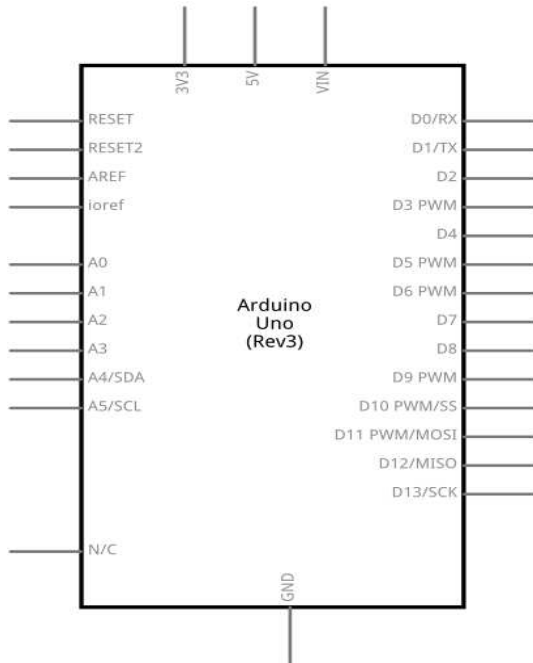 3V3
5V
VIN
RESET
RESET2
AREF
ioref
A0
A1
A2
A3
A4/SDA
A5/SCL
N/C
Arduino
Uno
(Rev3)
D0/RX
D1/TX
D2
D3 PWM
D4
D5 PWM
D6 PWM
D7
D8
D9 PWM
D10 PWM/SS
D11 PWM/MOSI
D12/MISO
D13/SCK
GND